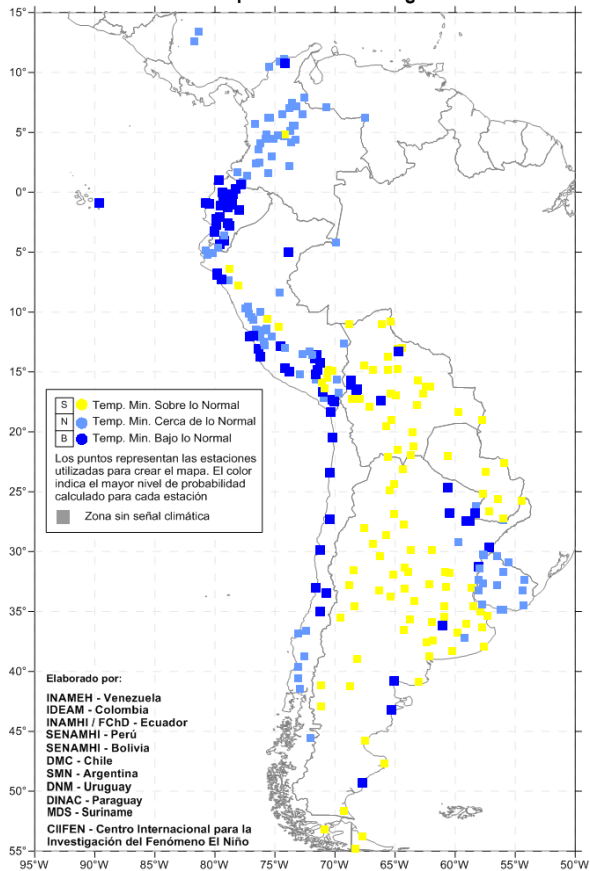 15°
10°
5°
0°
5°
10°
15°
20°
25°
30°
35°
40°
45°
50°
55°
S Temp. Min. Sobre lo Normal
N Temp. Min. Cerca de lo Normal
B Temp. Min. Bajo lo Normal
Los puntos representan las estaciones
utilizadas para crear el mapa. El color
indica el mayor nivel de probabilidad
calculado para cada estación
Zona sin señal climática
Elaborado por:
INAMEH - Venezuela
IDEAM - Colombia
INAMHI / FChD - Ecuador
SENAMHI - Perú
SENAMHI - Bolivia
DMC - Chile
SMN - Argentina
DNM - Uruguay
DINAC - Paraguay
MDS - Suriname
CIIFEN - Centro Internacional para la
Investigación del Fenómeno El Niño
95°W 90°W 85°W 80°W 75°W 70°W 65°W 60°W 55°W 50°W